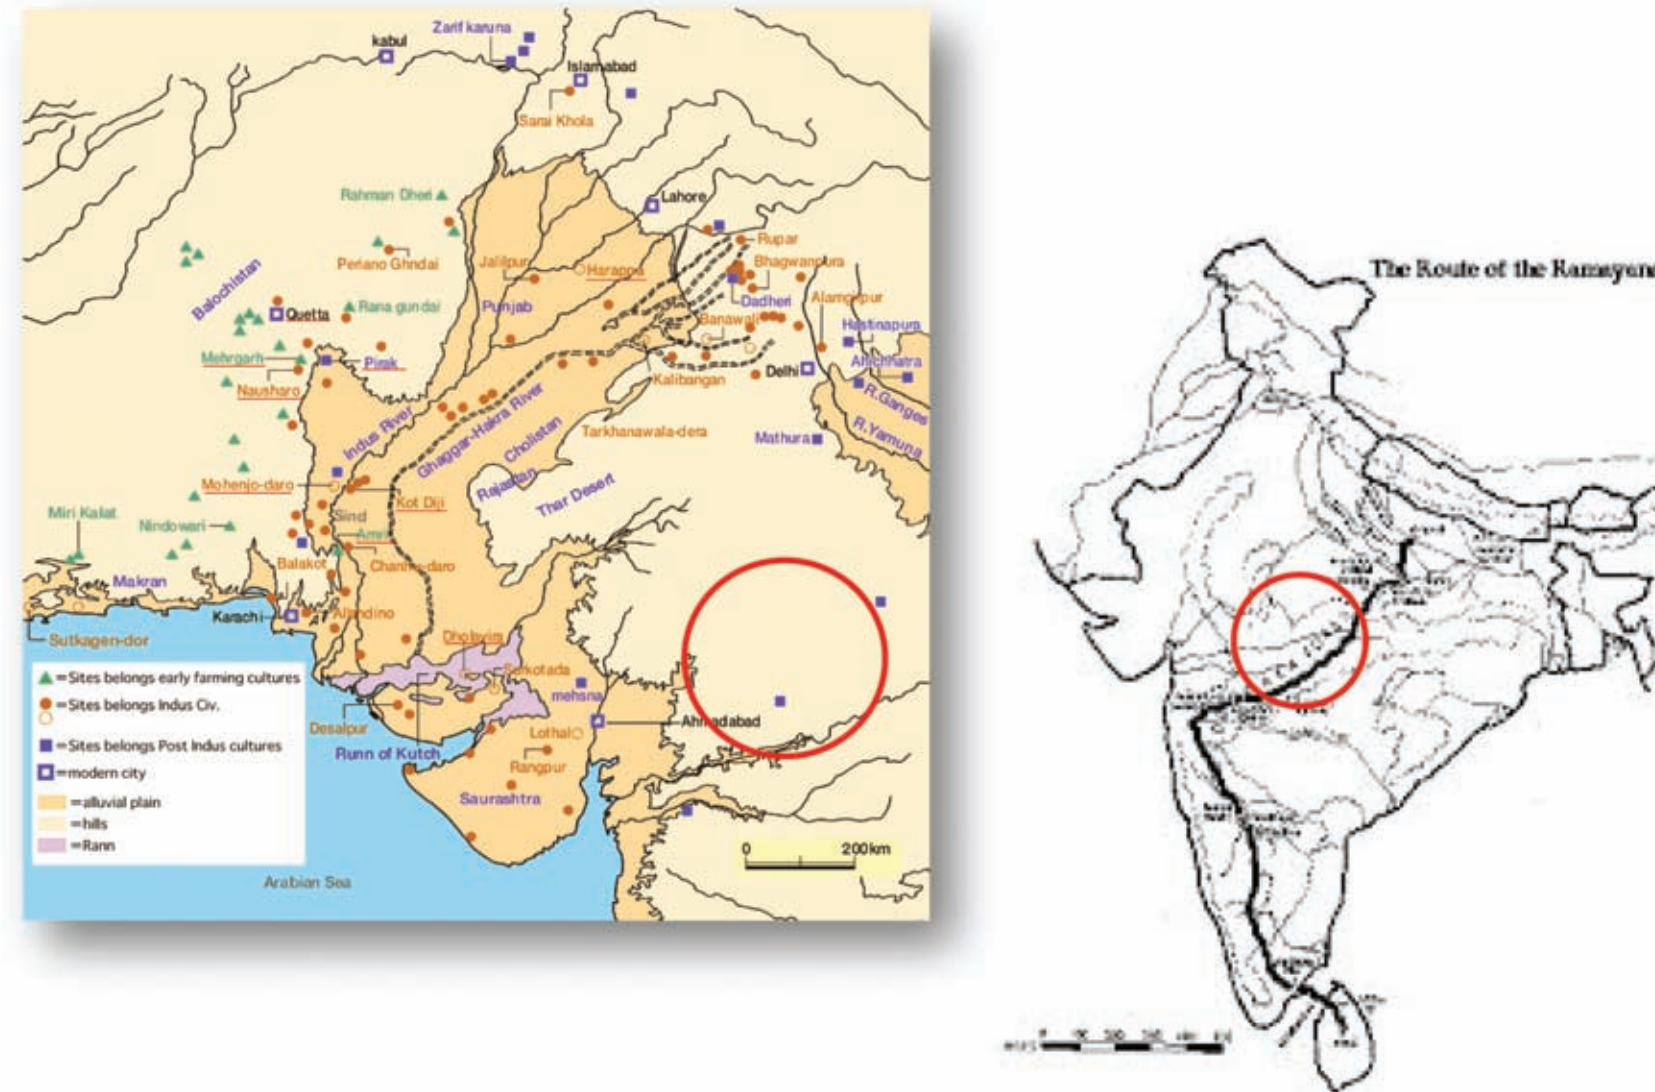 kabul
Zarif karuna
Islamabad
Sarai Khola
Rahman Dheri
Lahore
Periano Ghndai
Jalilpur
Harappa
Rupar
Bhagwanpura
Balochistan
Quetta
Rana gundai
Punjab
Dadheri
Alamgirpur
Banawali
Hastinapura
Mehrgarh
Pirak
Nausharo
Kalibangan
Delhi
Ahichhatra
R.Ganges
R.Yamuna
Indus River
Ghaggar-Hakra River
Cholistan
Tarkhanawala-dera
Mathura
Mohenjo-daro
Kot Diji
Rajastan
Thar Desert
Miri Kaliat
Nindowari
Sind
Amri
Balakot
Chanhu-daro
Makran
Karachi
Allahdino
Sutkagen-dor
Dholavira
Surkotada
mehsna
=Sites belongs early farming cultures
=Sites belongs Indus Civ.
=Sites belongs Post Indus cultures
=modern city
=alluvial plain
=hills
=Rann
Desalpur
Runn of Kutch
Lothal
Ahmadabad
Rangpur
Saurashtra
0 200km
Arabian Sea
The Route of the Ramayana